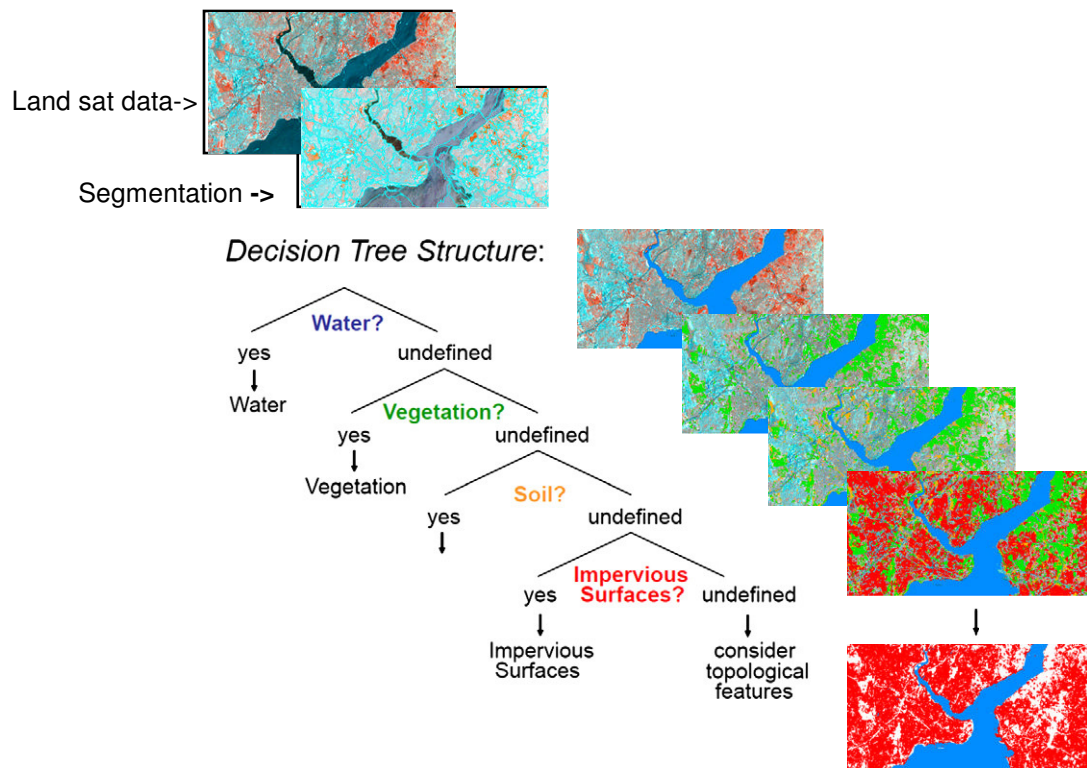 Land sat data->
Segmentation ->
Decision Tree Structure:
Water?
yes
undefined
Water
Vegetation?
yes
undefined
Vegetation
Soil?
yes
undefined
Impervious
Surfaces?
yes
undefined
Impervious
Surfaces
consider
topological
features